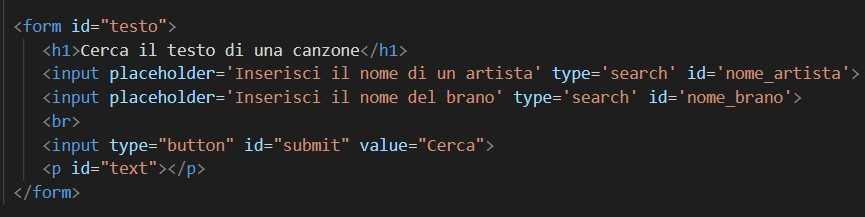 <form id="testo">
<h1>Cerca il testo di una canzone</h1>
<input placeholder='Inserisci il nome di un artista' type='search' id='nome_artista'>
<input placeholder='Inserisci il nome del brano' type='search' id='nome_brano'>
<br>
<input type="button" id="submit" value="Cerca">
<p id="text"></p>
</form>